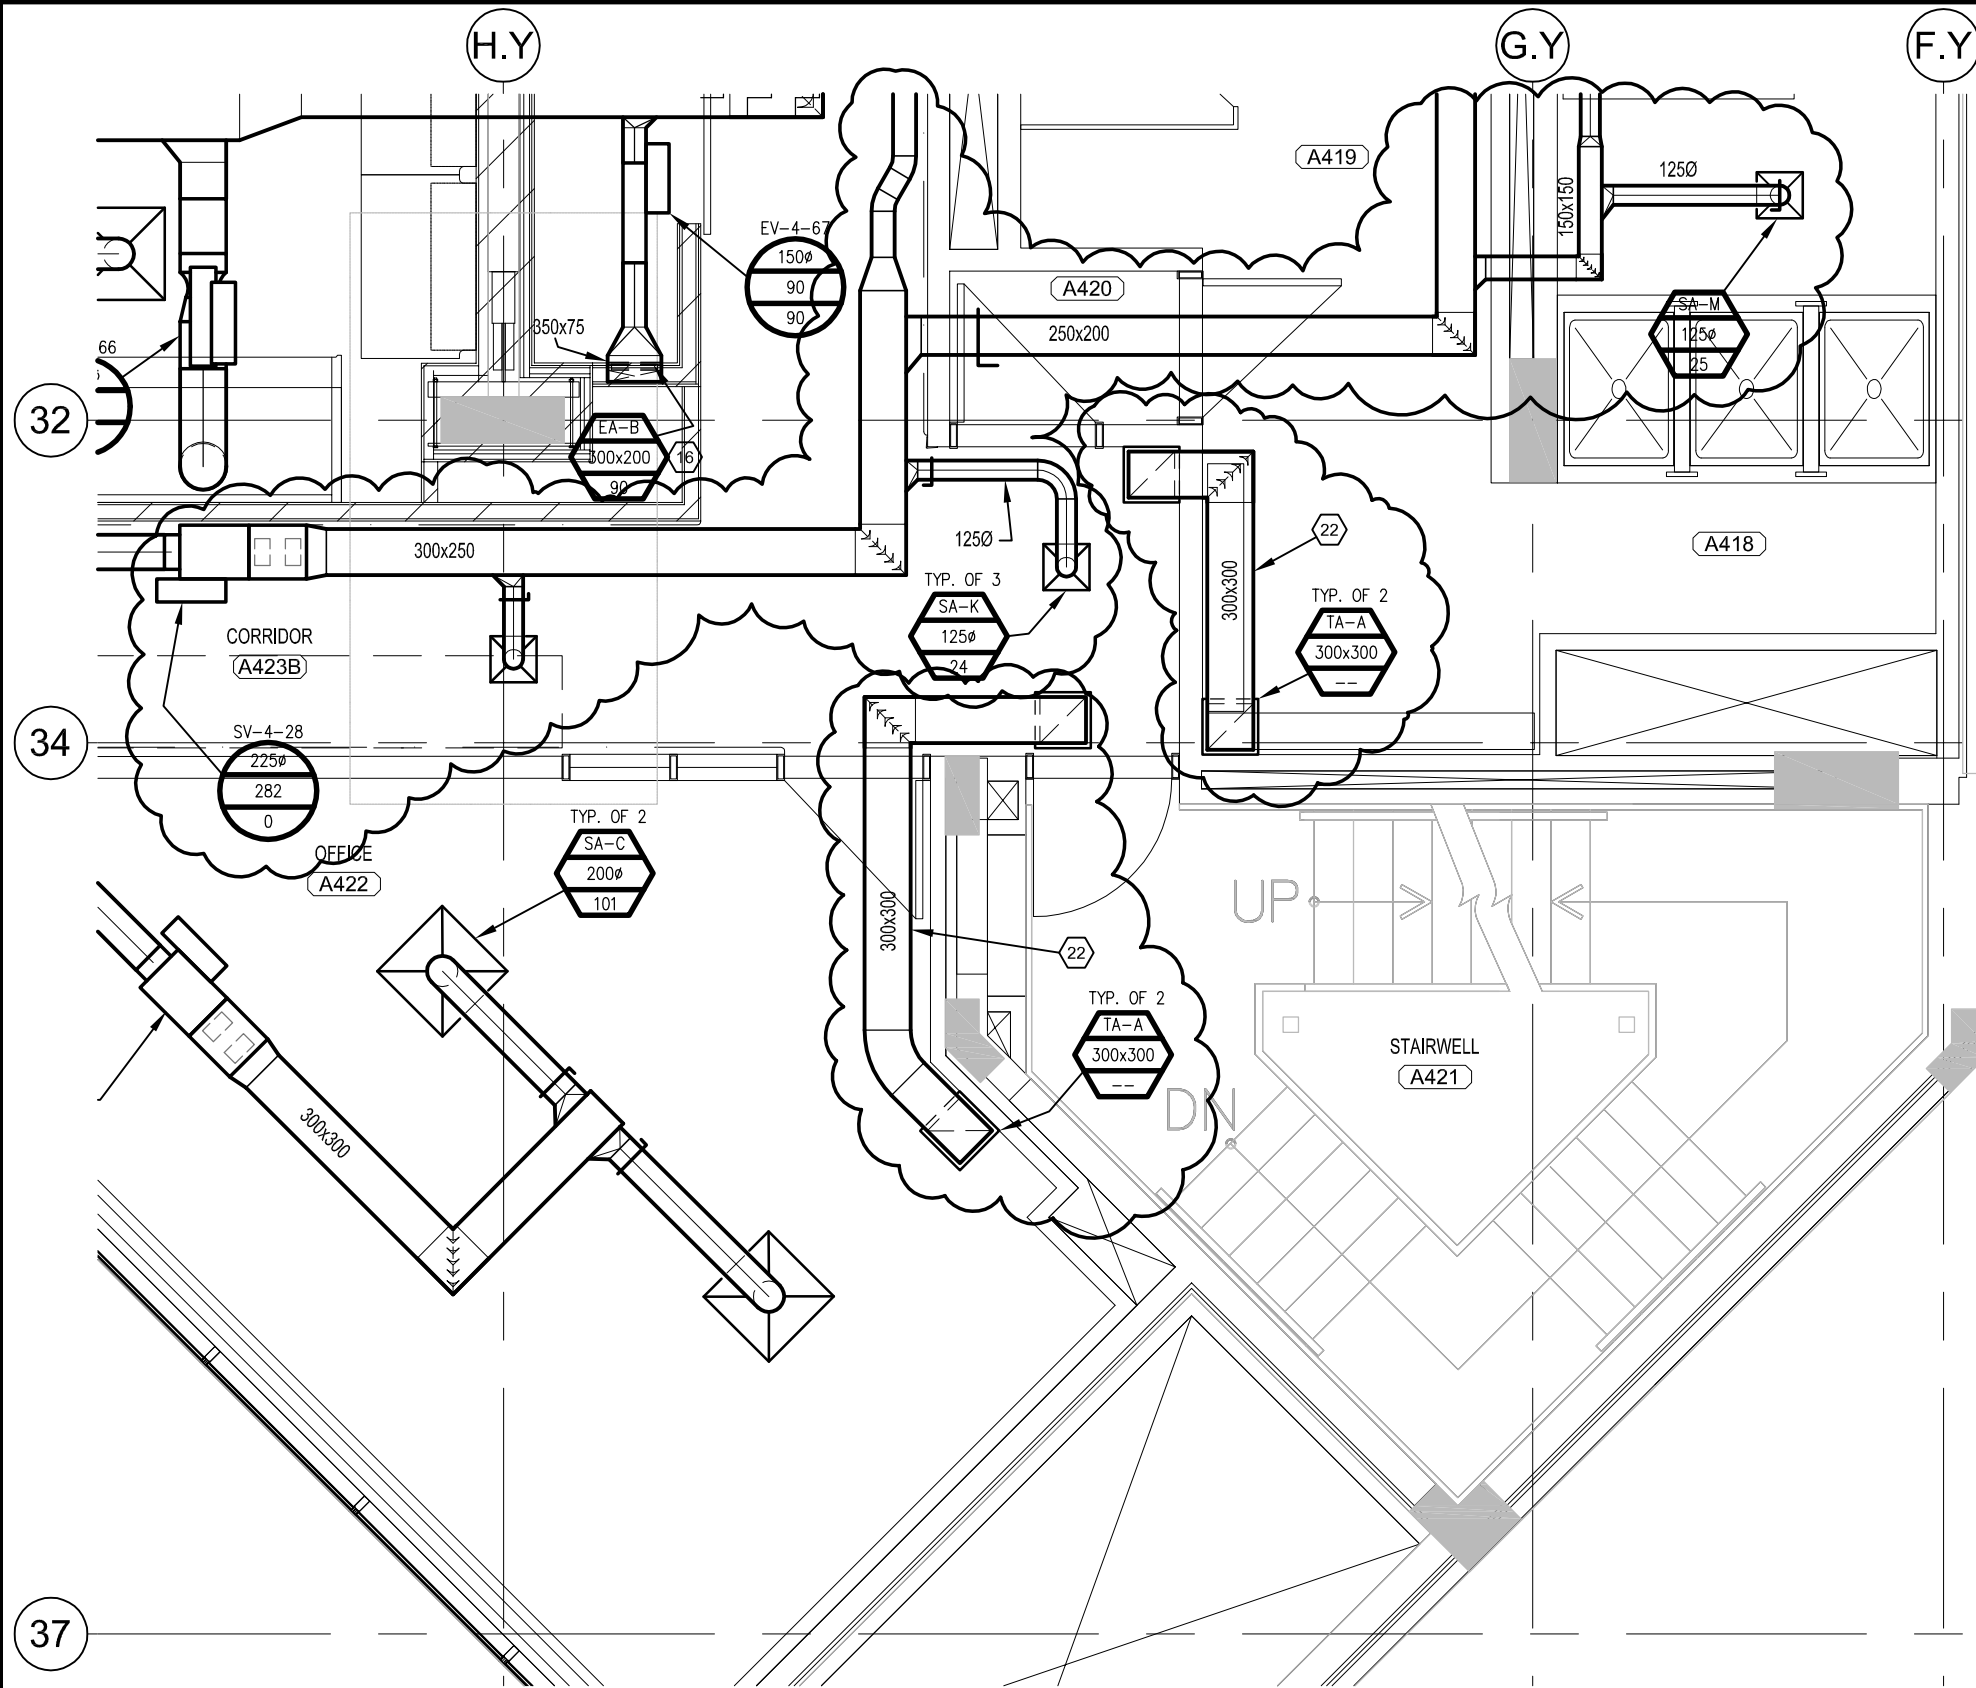 H.Y
G.Y
F.Y
A419
125Ø
150x150
EV-4-67
150ø
90
90
A420
SA-M
125ø
25
350x75
250x200
66
32
EA-B
300x200
90
16
300x250
125Ø
22
A418
TYP. OF 3
SA-K
125ø
24
300x300
TYP. OF 2
TA-A
300x300
--
CORRIDOR
A423B
34
SV-4-28
225ø
282
0
TYP. OF 2
SA-C
200ø
101
OFFICE
A422
UP
300x300
22
TYP. OF 2
TA-A
300x300
--
STAIRWELL
A421
DN
300x300
37